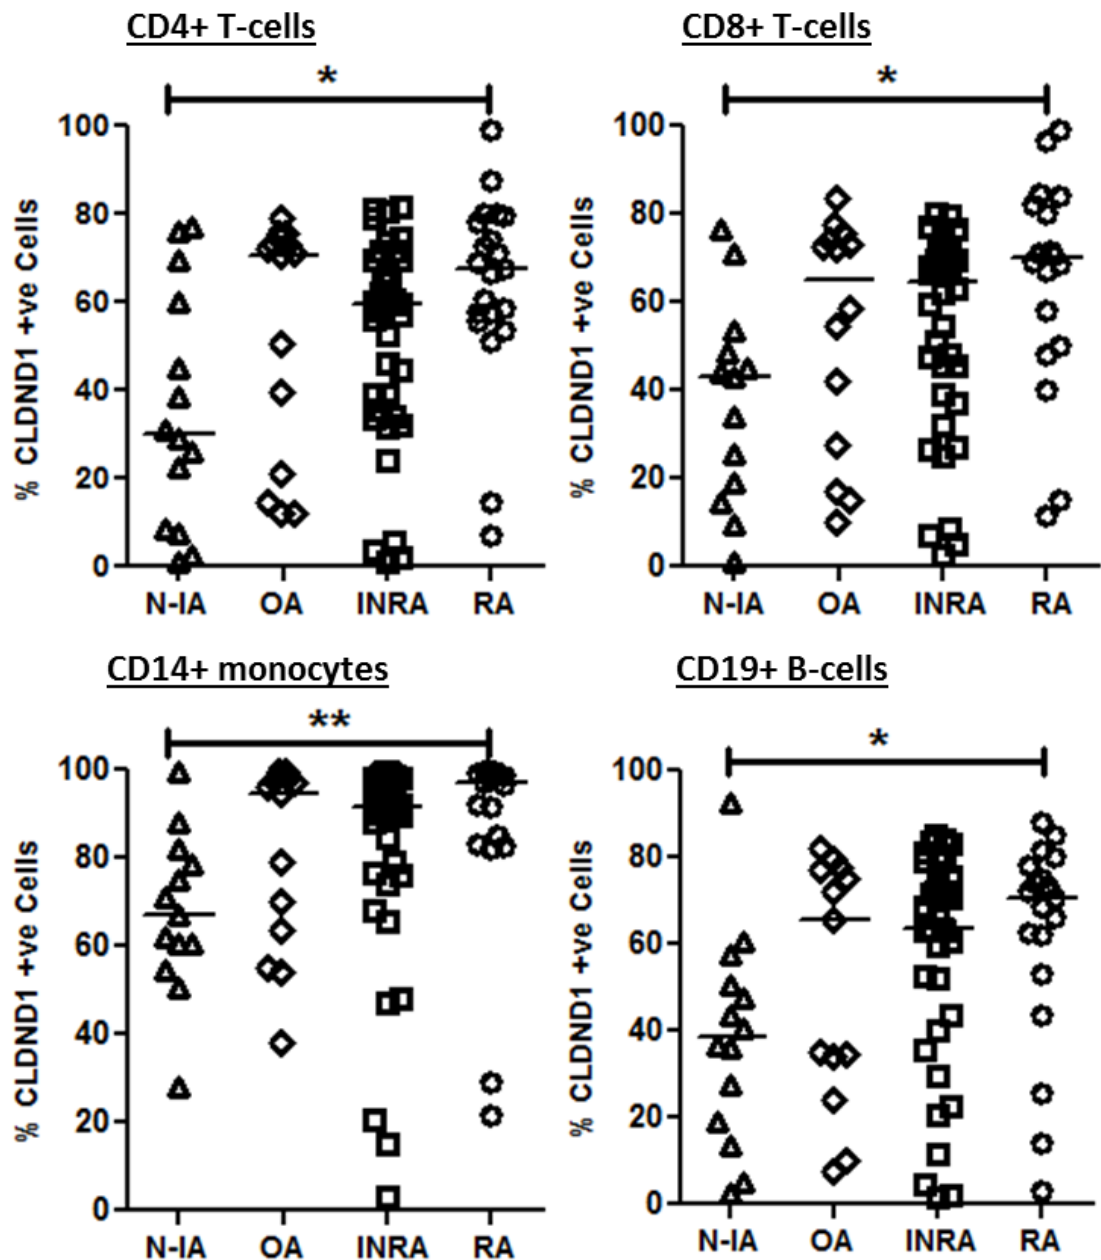 CD4+ T-cells
CD8+ T-cells
*
*
% CLDND1 +ve Cells
100
80
60
40
20
0
N-IA OA INRA RA
% CLDND1 +ve Cells
100
80
60
40
20
0
N-IA OA INRA RA
CD14+ monocytes
CD19+ B-cells
**
*
% CLDND1 +ve Cells
100
80
60
40
20
0
N-IA OA INRA RA
% CLDND1 +ve Cells
100
80
60
40
20
0
N-IA OA INRA RA